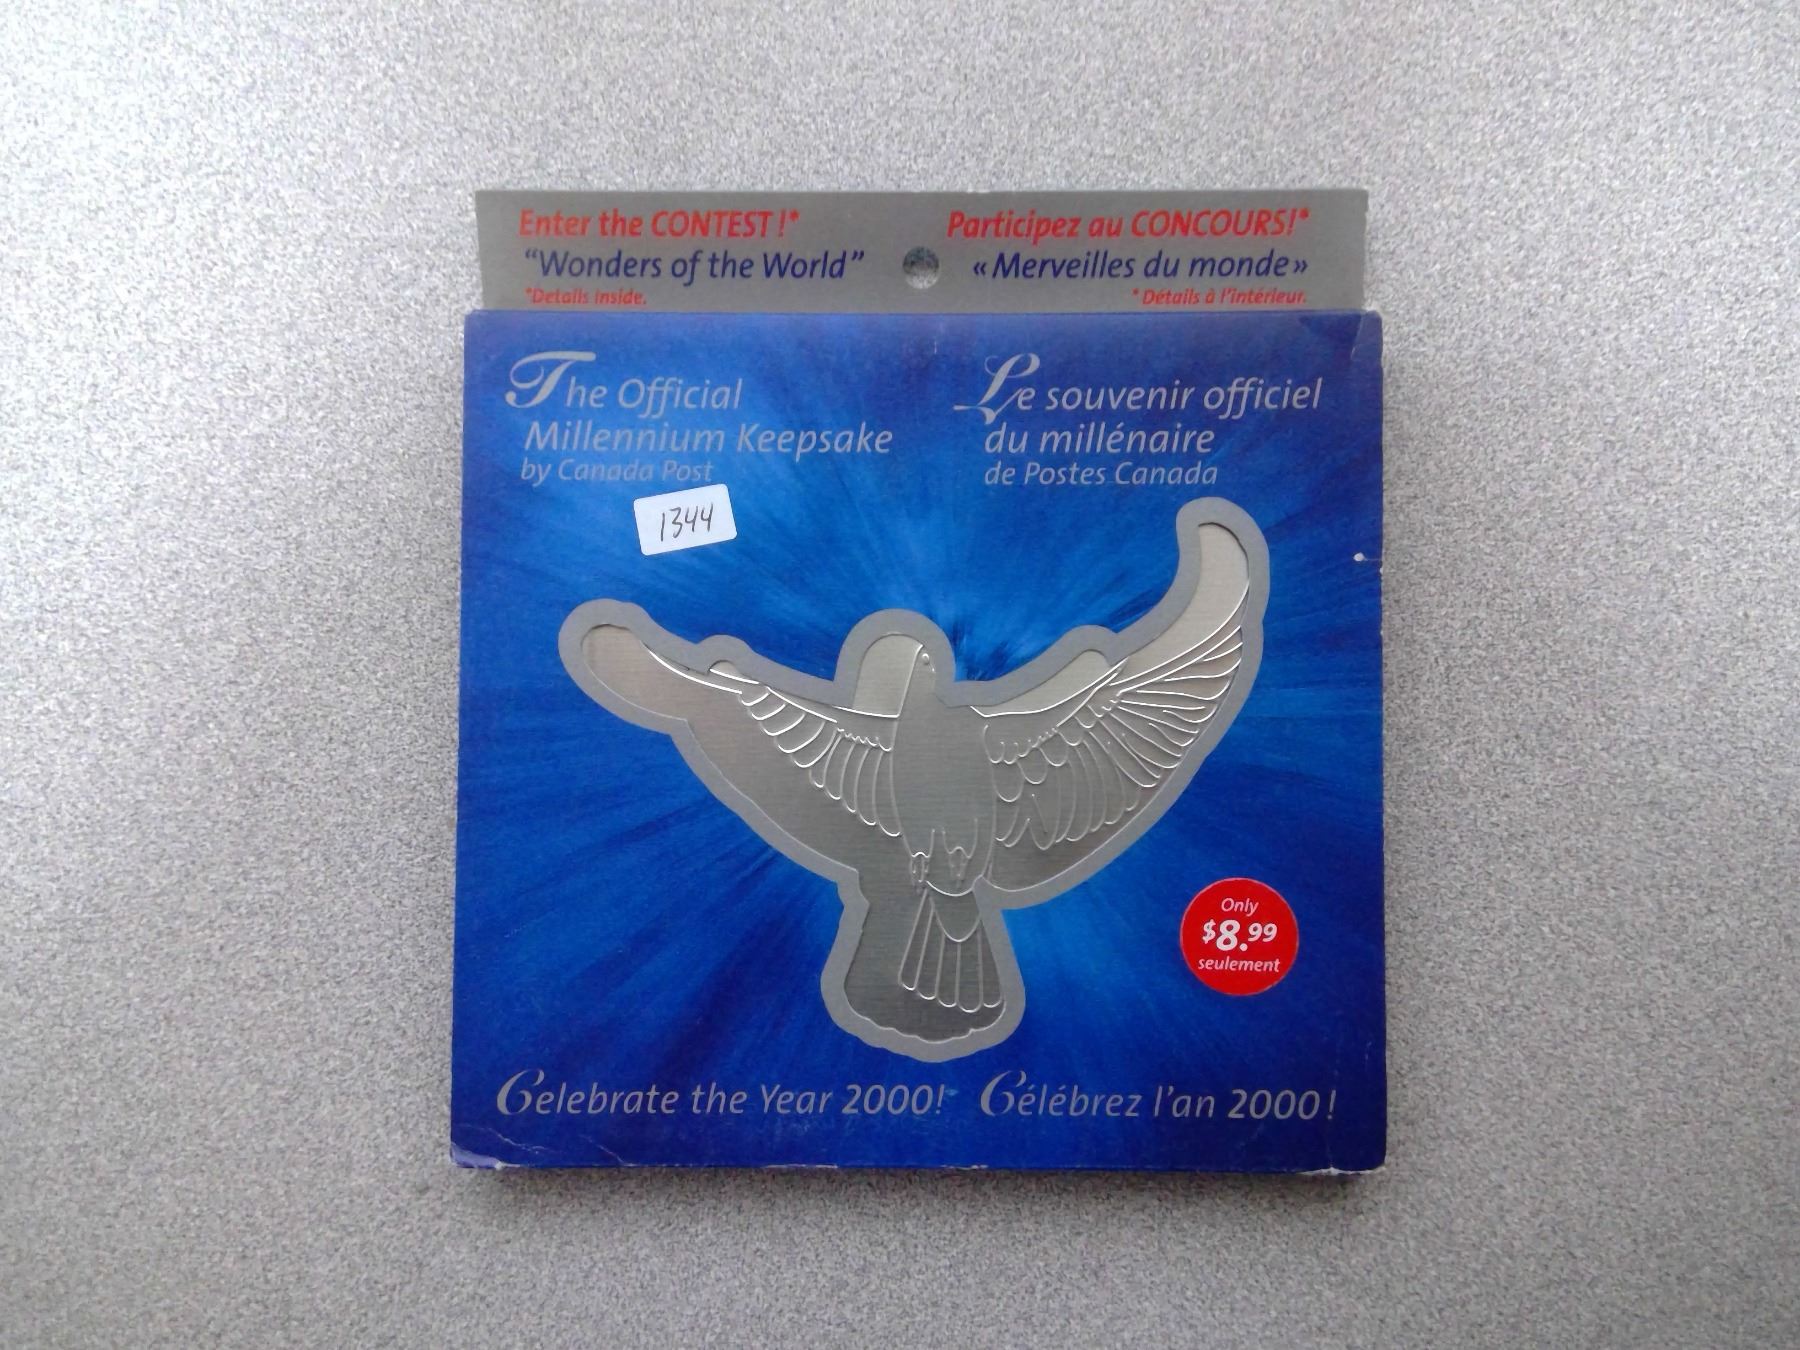 Enter the CONTEST!*
“Wonders of the World”
*Details Inside.
Participez au CONCOURS!*
« Merveilles du monde »
* Détails à l'intérieur.
The Official
Millennium Keepsake
by Canada Post
Le souvenir officiel
du millénaire
de Postes Canada
1344
Only
$8.99
seulement
Celebrate the Year 2000!
Célébrez l'an 2000 !